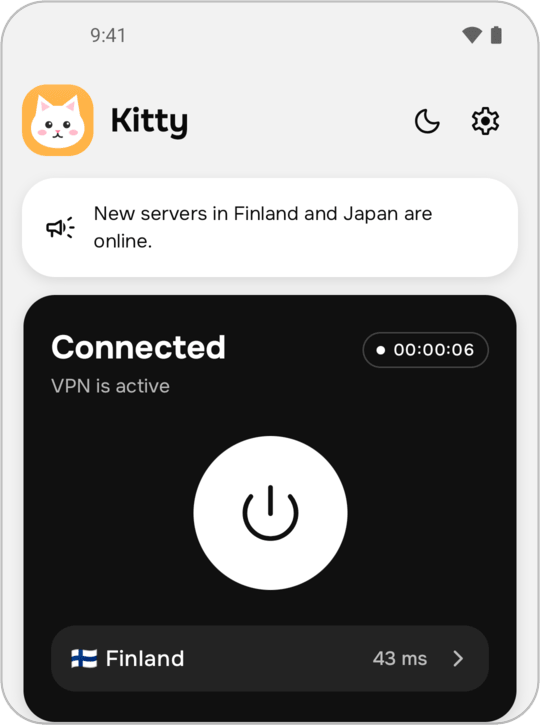 9:41
Kitty
New servers in Finland and Japan are
online.
Connected
00:00:06
VPN is active
Finland
43 ms